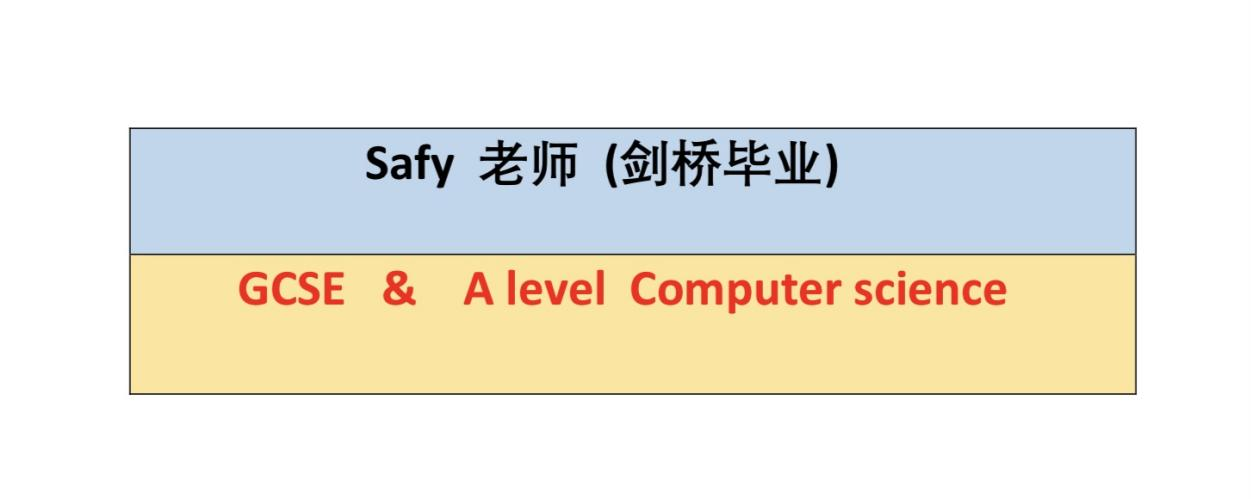 Safy 老师 (剑桥毕业)
GCSE & A level Computer science